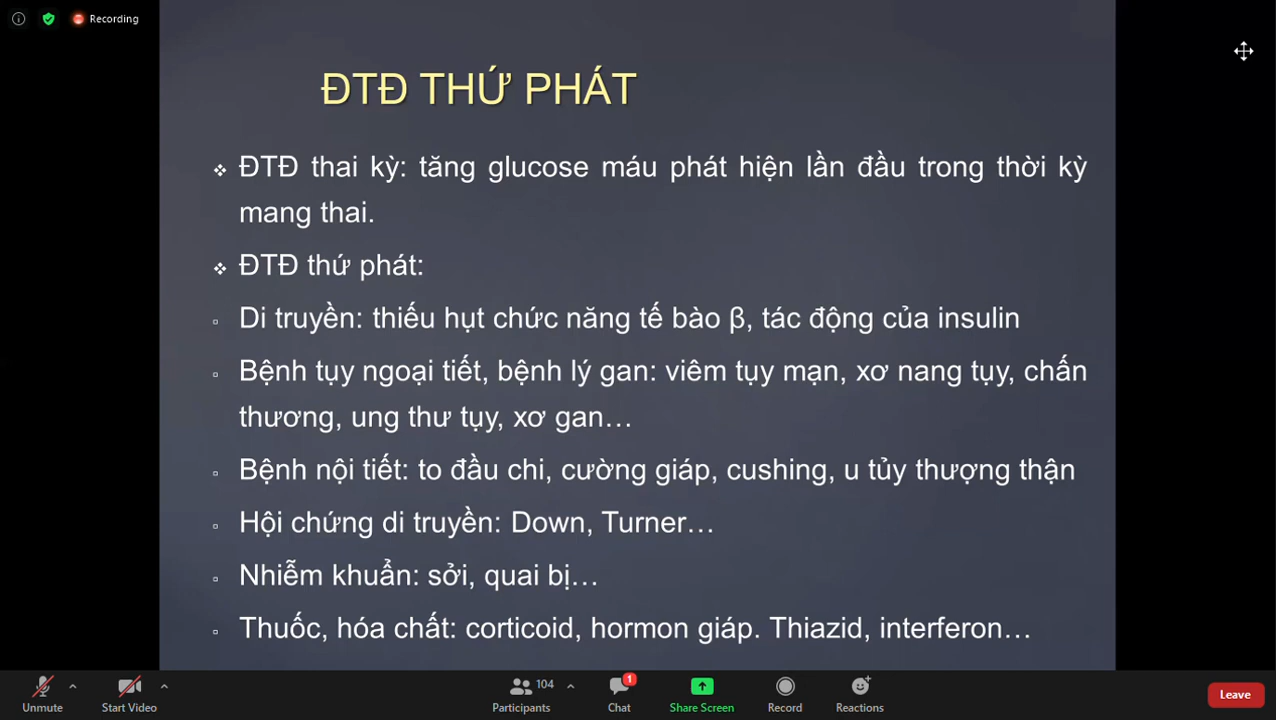 Recording
ĐTĐ THỨ PHÁT
ĐTĐ thai kỳ: tăng glucose máu phát hiện lần đầu trong thời kỳ
mang thai.
ĐTĐ thứ phát:
Di truyền: thiếu hụt chức năng tế bào β, tác động của insulin
Bệnh tụy ngoại tiết, bệnh lý gan: viêm tụy mạn, xơ nang tụy, chấn
thương, ung thư tụy, xơ gan…
Bệnh nội tiết: to đầu chi, cường giáp, cushing, u tủy thượng thận
Hội chứng di truyền: Down, Turner…
Nhiễm khuẩn: sởi, quai bị…
Thuốc, hóa chất: corticoid, hormon giáp. Thiazid, interferon…
Unmute
Start Video
104
Participants
1
Chat
Share Screen
Record
Reactions
Leave